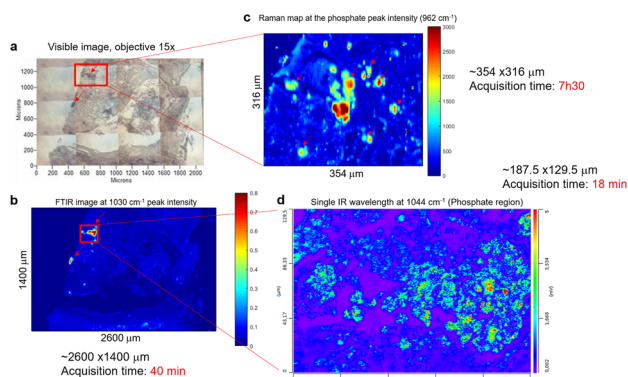 c
Raman map at the phosphate peak intensity (962 cm-1)
a
Visible image, objective 15x
3000
2500
2000
1500
1000
500
0
316 µm
354 µm
~354 x316 µm
Acquisition time: 7h30
1200
1000
800
600
400
200
0
Microns
0 200 400 600 800 1000 1200 1400 1600 1800 2000
Microns
~187.5 x129.5 µm
Acquisition time: 18 min
b
FTIR image at 1030 cm-1 peak intensity
0.8
0.7
0.6
0.5
0.4
0.3
0.2
0.1
0
1400 µm
2600 µm
~2600 x1400 µm
Acquisition time: 40 min
d
Single IR wavelength at 1044 cm-1 (Phosphate region)
129,5
86,35
(µm)
43,17
0
5
3,334
(mV)
1,668
0,002